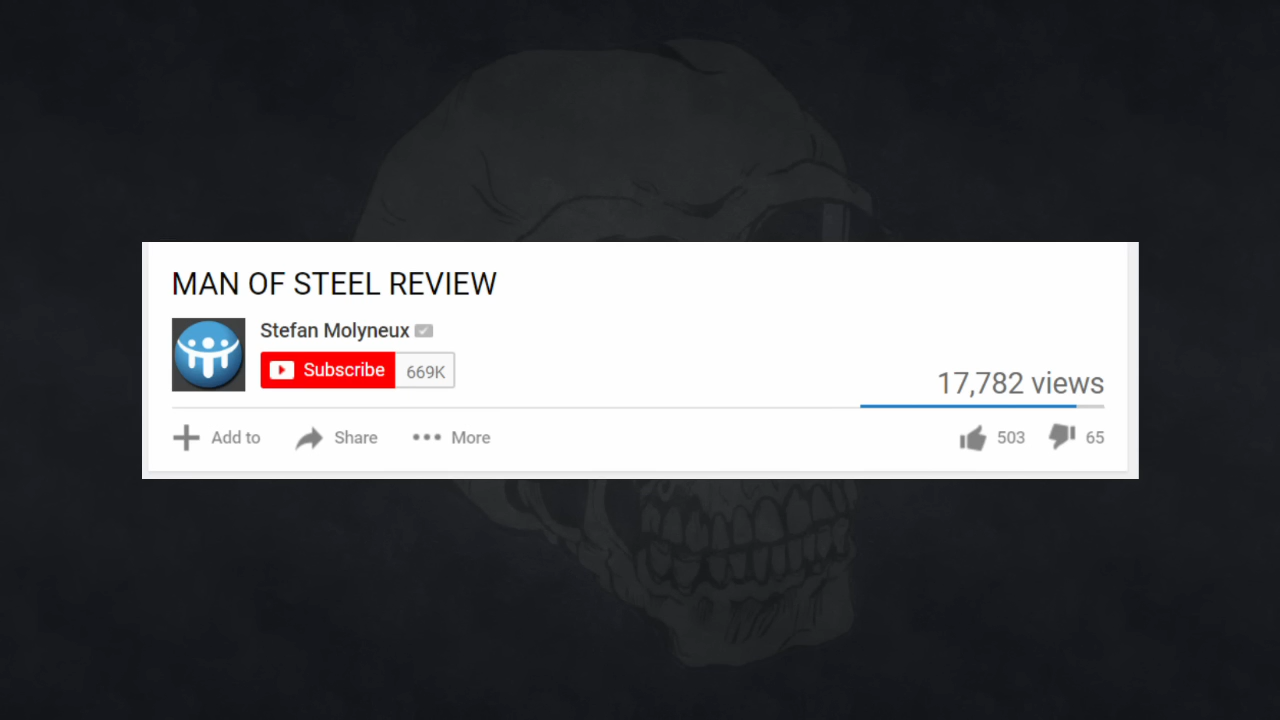 MAN OF STEEL REVIEW
Stefan Molyneux
Subscribe 669K
17,782 views
Add to Share More 503 65